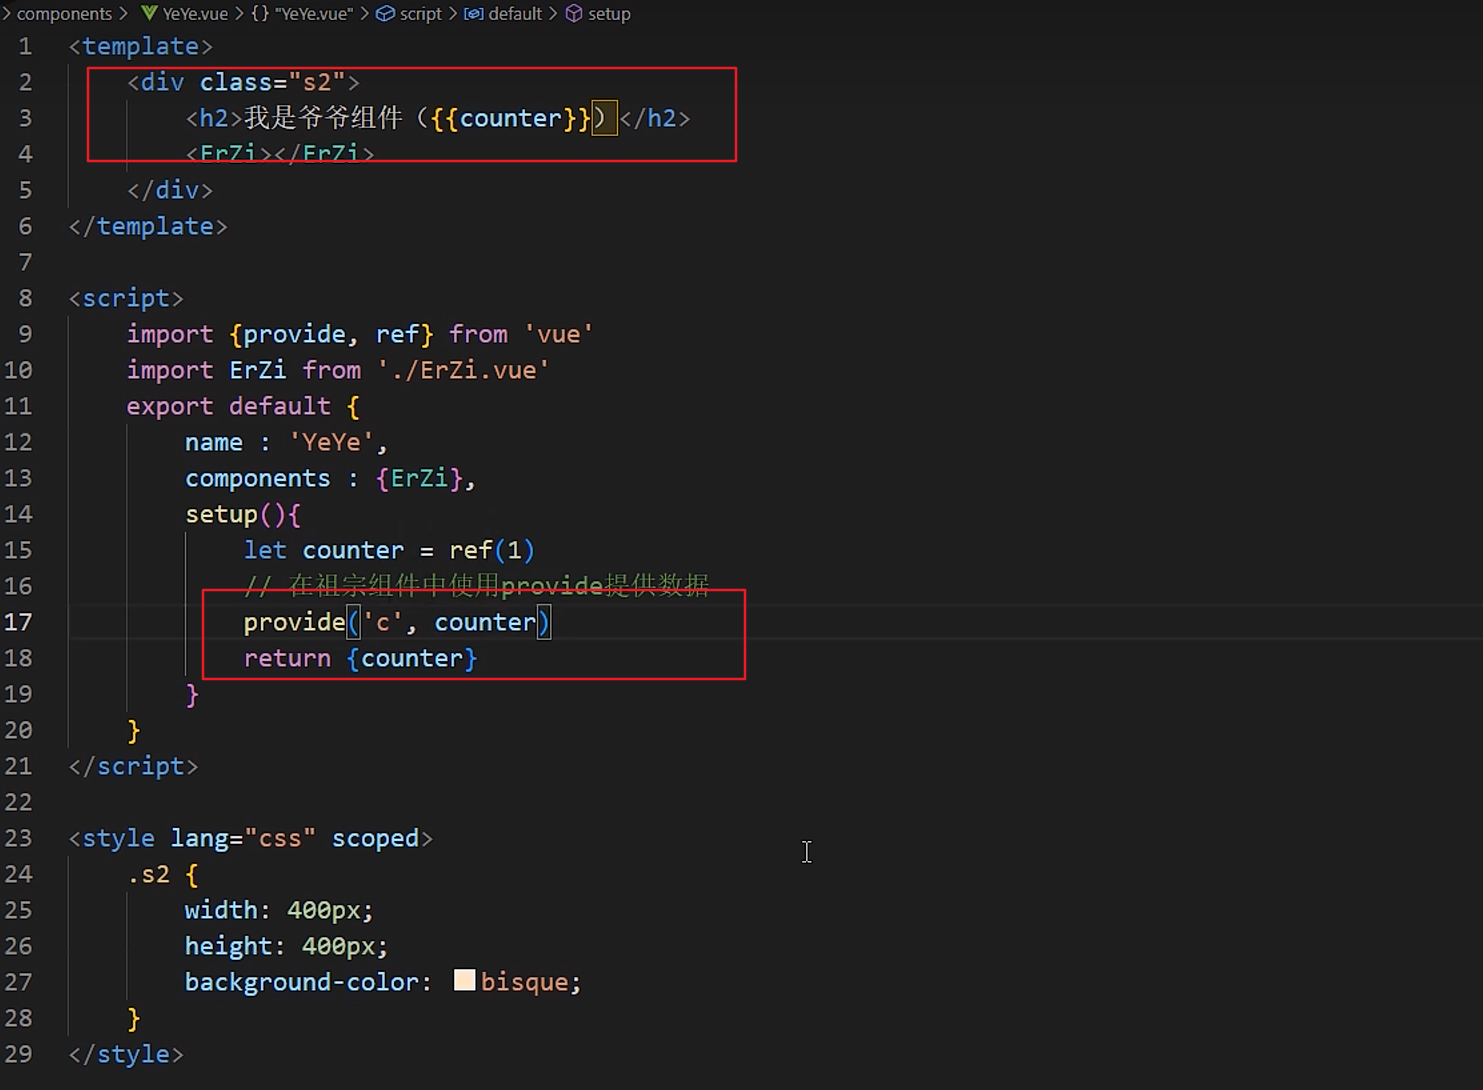 components > YeYe.vue > {} "YeYe.vue" > script > default > setup
1 <template>
2 <div class="s2">
3 <h2>我是爷爷组件（{{counter}}）</h2>
4 <ErZi></ErZi>
5 </div>
6 </template>
7
8 <script>
9 import {provide, ref} from 'vue'
10 import ErZi from './ErZi.vue'
11 export default {
12 name : 'YeYe',
13 components : {ErZi},
14 setup(){
15 let counter = ref(1)
16 // 在祖宗组件中使用provide提供数据
17 provide('c', counter)
18 return {counter}
19 }
20 }
21 </script>
22
23 <style lang="css" scoped>
24 .s2 {
25 width: 400px;
26 height: 400px;
27 background-color: bisque;
28 }
29 </style>